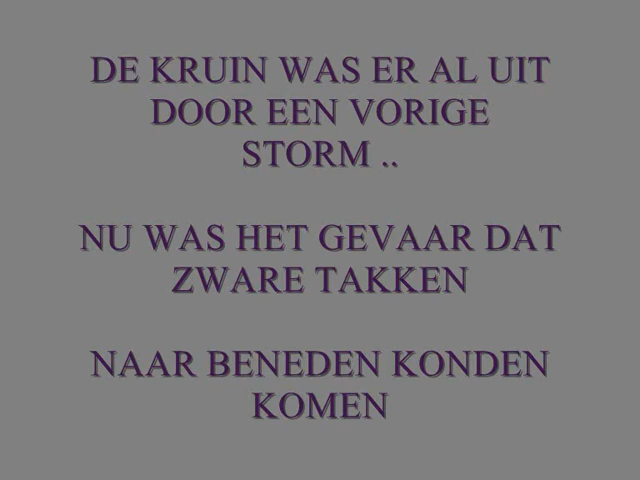 DE KRUIN WAS ER AL UIT
DOOR EEN VORIGE
STORM ..
NU WAS HET GEVAAR DAT
ZWARE TAKKEN
NAAR BENEDEN KONDEN
KOMEN